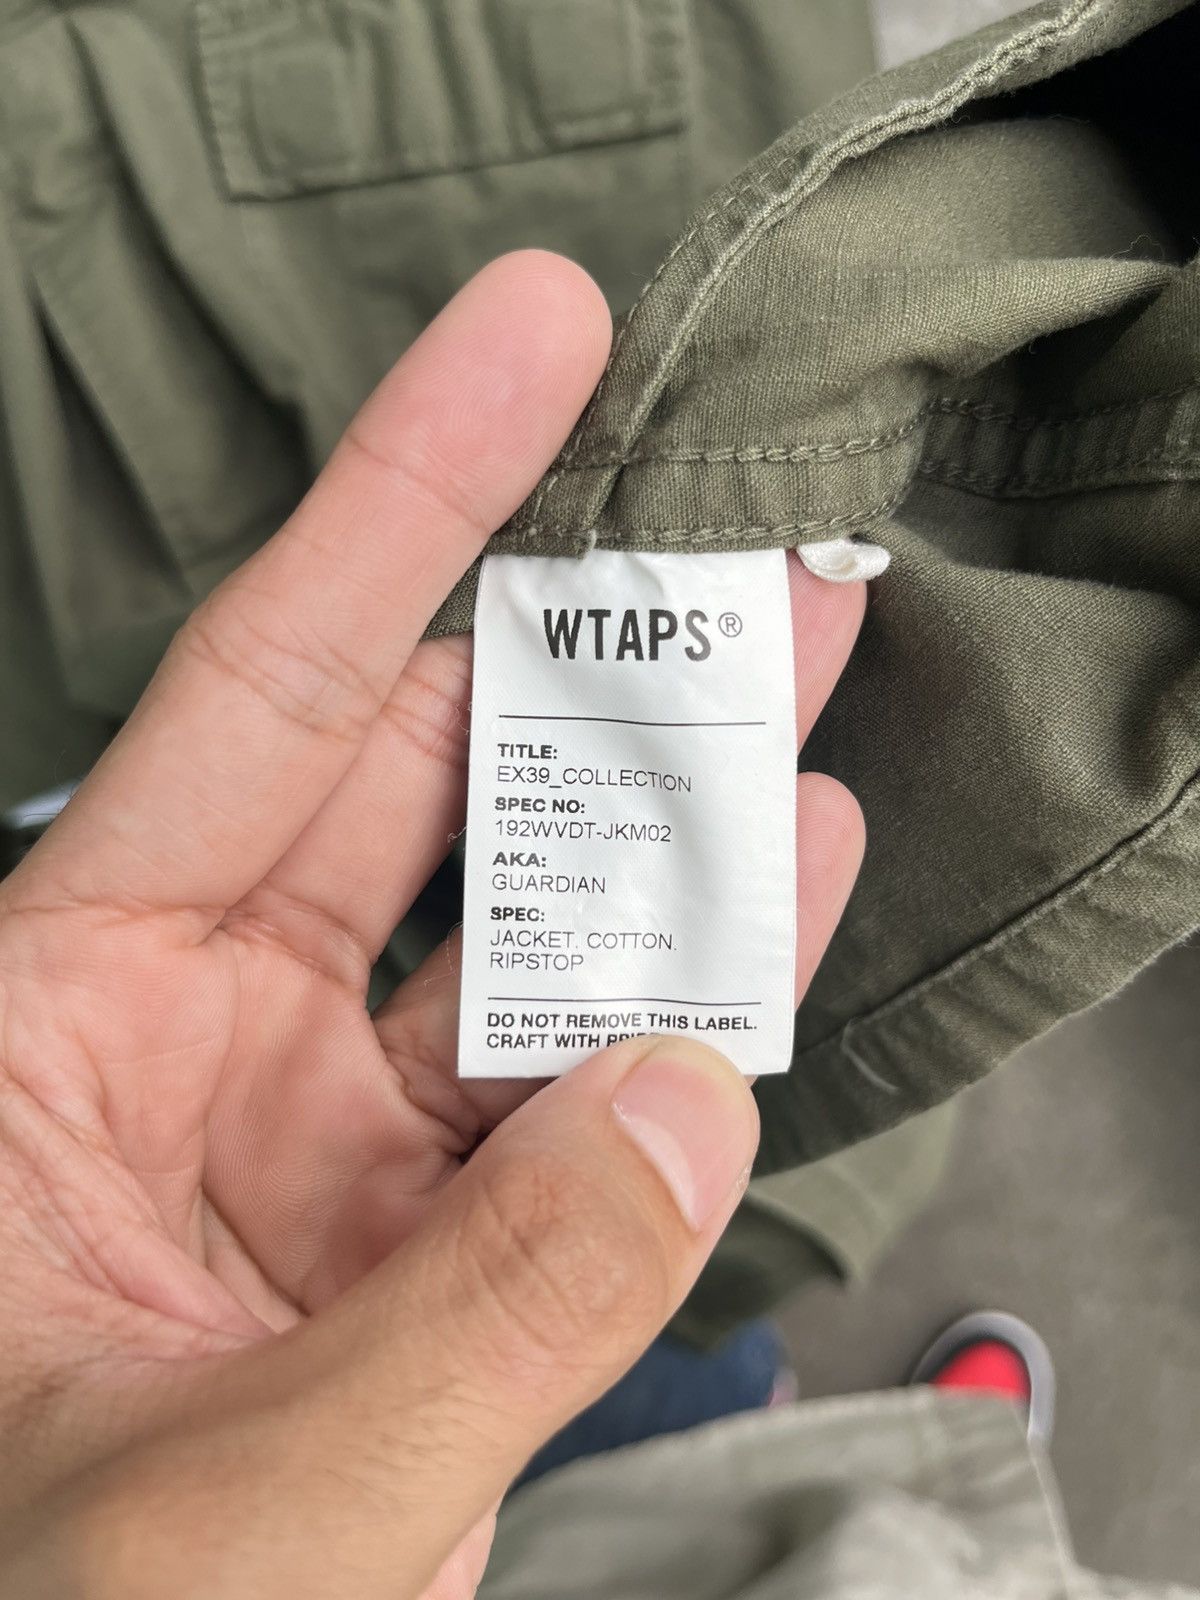 WTAPS®
TITLE:
EX39_COLLECTION
SPEC NO:
192WVDT-JKM02
AKA:
GUARDIAN
SPEC:
JACKET. COTTON.
RIPSTOP
DO NOT REMOVE THIS LABEL.
CRAFT WITH